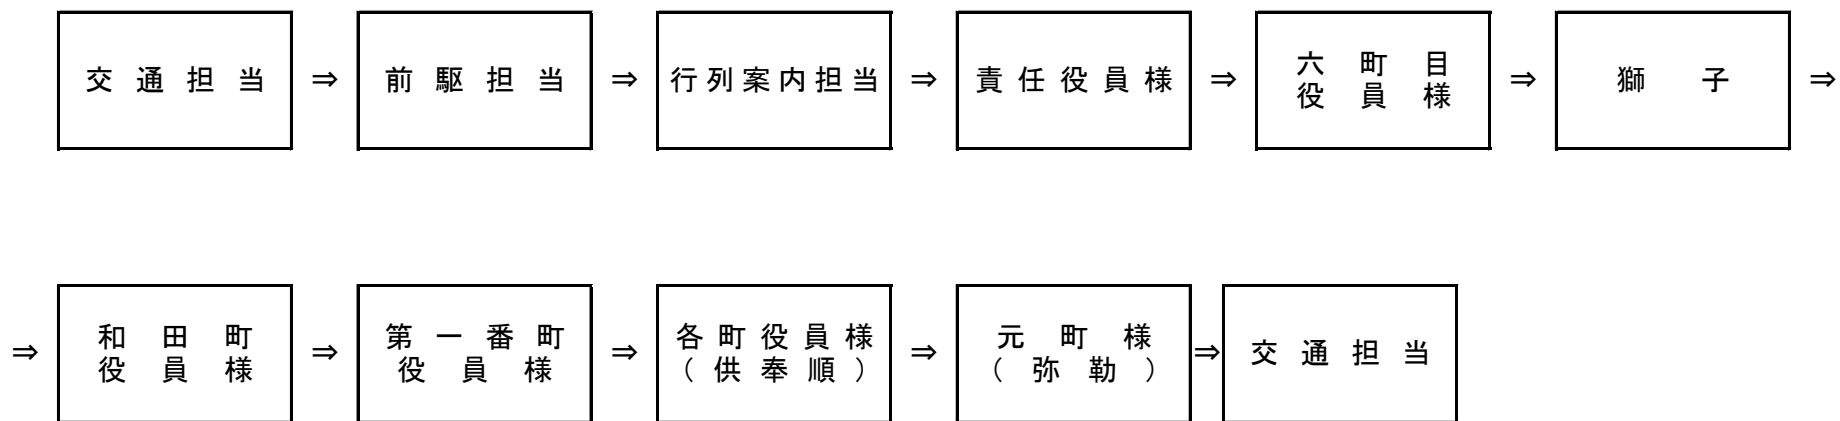 交通担当 ⇒ 前駆担当 ⇒ 行列案内担当 ⇒ 責任役員様 ⇒ 六町目
役員様 ⇒ 獅子 ⇒
⇒ 和田町
役員様 ⇒ 第一番町
役員様 ⇒ 各町役員様
（供奉順） ⇒ 元町様
（弥勒） ⇒ 交通担当